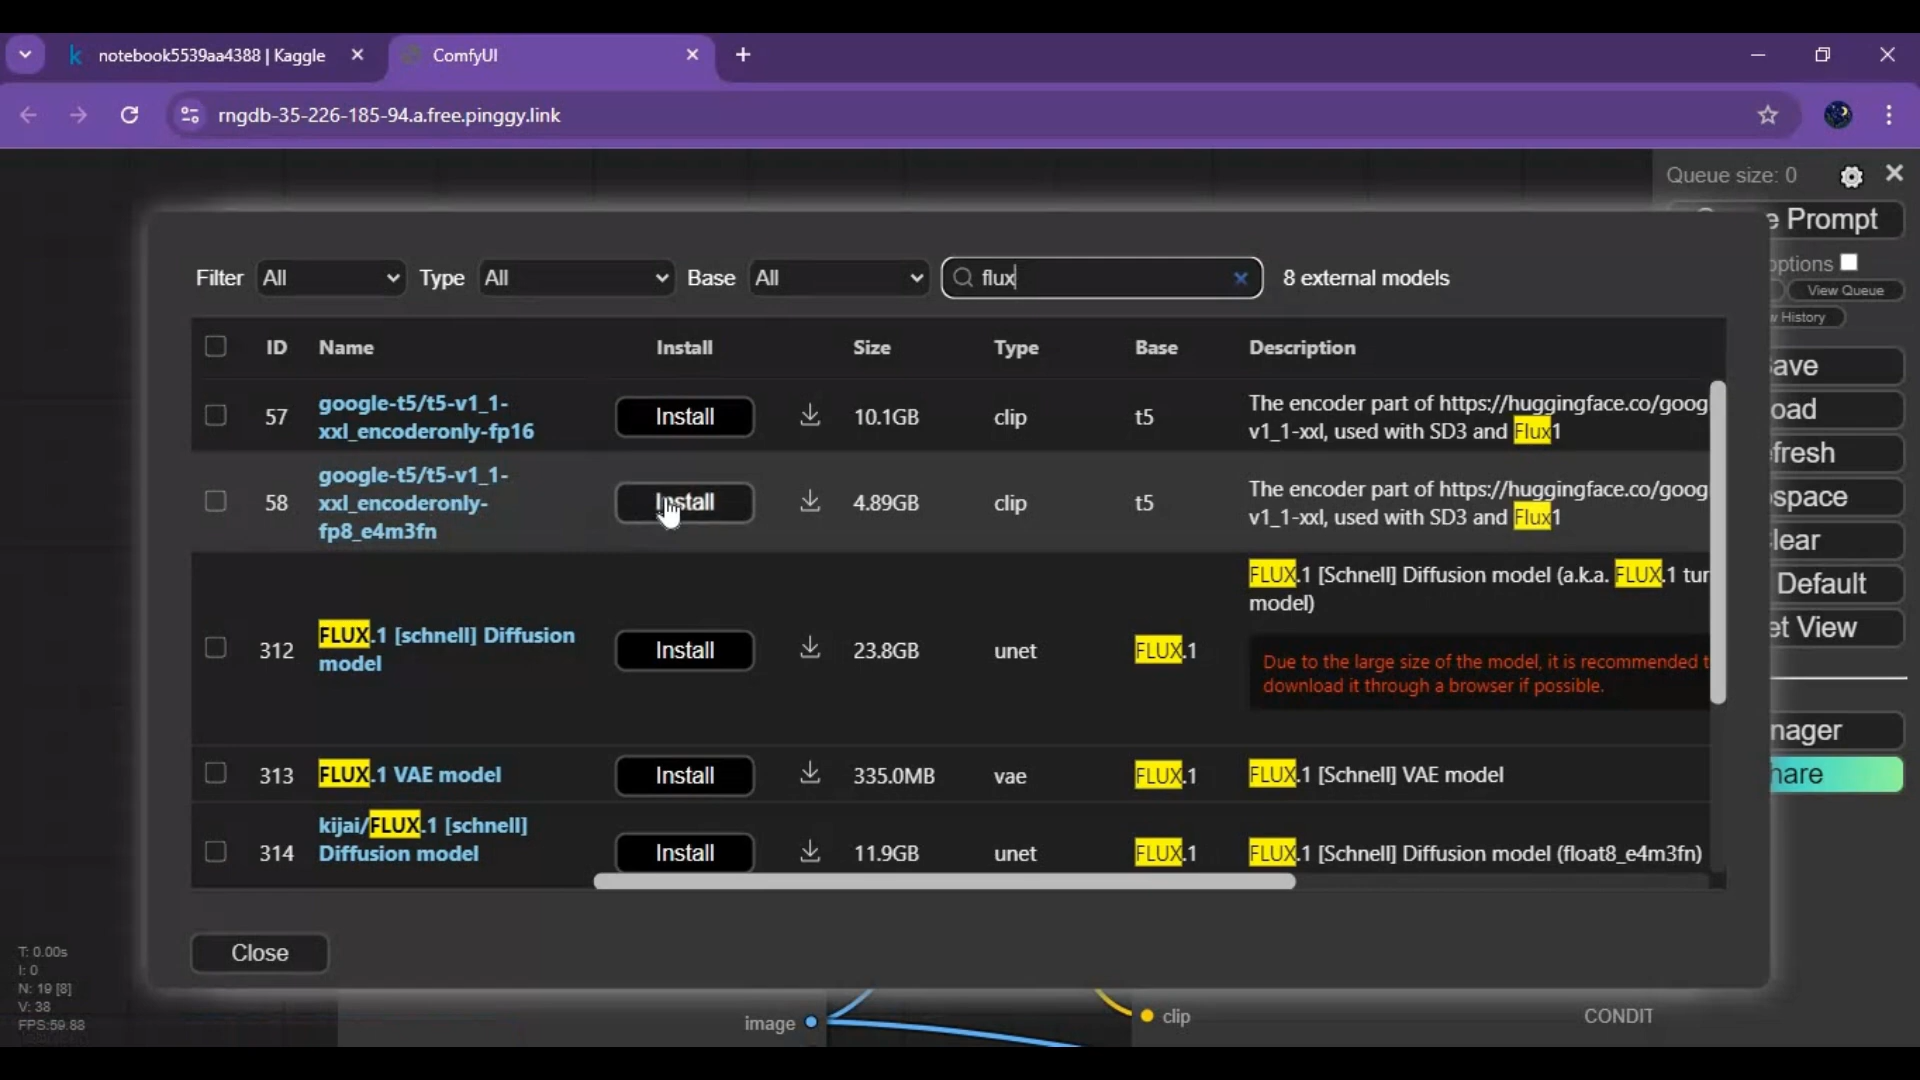 notebook5539aa4388 | Kaggle
ComfyUI
rngdb-35-226-185-94.a.free.pinggy.link
Queue size: 0
e Prompt
options
View Queue
w History
ave
oad
fresh
space
lear
Default
et View
nager
hare
Filter All Type All Base All flux 8 external models
ID Name Install Size Type Base Description
57 google-t5/t5-v1_1-
xxl_encoderonly-fp16
Install 10.1GB clip t5
The encoder part of https://huggingface.co/goog
v1_1-xxl, used with SD3 and Flux1
58 google-t5/t5-v1_1-
xxl_encoderonly-
fp8_e4m3fn
Install 4.89GB clip t5
The encoder part of https://huggingface.co/goog
v1_1-xxl, used with SD3 and Flux1
312 FLUX.1 [schnell] Diffusion
model
Install 23.8GB unet FLUX.1
FLUX.1 [Schnell] Diffusion model (a.k.a. FLUX.1 tur
model)
Due to the large size of the model, it is recommended t
download it through a browser if possible.
313 FLUX.1 VAE model Install 335.0MB vae FLUX.1 FLUX.1 [Schnell] VAE model
314 kijai/FLUX.1 [schnell]
Diffusion model
Install 11.9GB unet FLUX.1 FLUX.1 [Schnell] Diffusion model (float8_e4m3fn)
Close
T: 0.00s
I: 0
N: 19 [8]
V: 38
FPS:59.88
image
clip
CONDIT